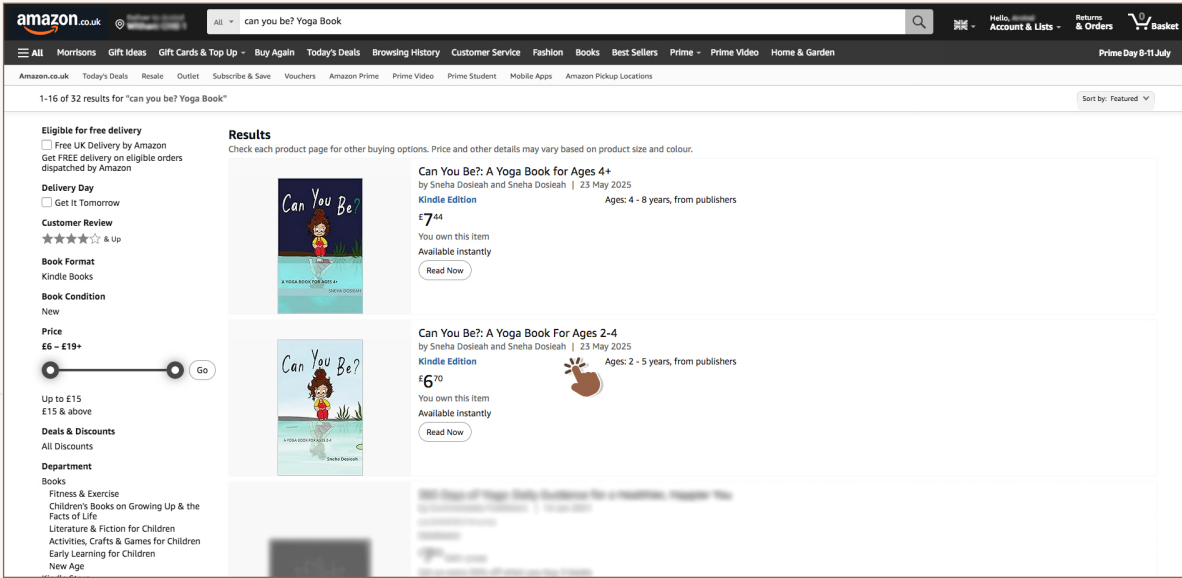 amazon.co.uk
All
can you be? Yoga Book
Hello,
Account & Lists
Returns
& Orders
0
Basket
All Morrisons Gift Ideas Gift Cards & Top Up Buy Again Today's Deals Browsing History Customer Service Fashion Books Best Sellers Prime Prime Video Home & Garden Prime Day 8-11 July
Amazon.co.uk Today's Deals Resale Outlet Subscribe & Save Vouchers Amazon Prime Prime Video Prime Student Mobile Apps Amazon Pickup Locations
1-16 of 32 results for "can you be? Yoga Book"
Sort by: Featured
Eligible for free delivery
Free UK Delivery by Amazon
Get FREE delivery on eligible orders
dispatched by Amazon
Delivery Day
Get It Tomorrow
Customer Review
& Up
Book Format
Kindle Books
Book Condition
New
Price
£6 – £19+
Go
Up to £15
£15 & above
Deals & Discounts
All Discounts
Department
Books
Fitness & Exercise
Children's Books on Growing Up & the
Facts of Life
Literature & Fiction for Children
Activities, Crafts & Games for Children
Early Learning for Children
New Age
Results
Check each product page for other buying options. Price and other details may vary based on product size and colour.
Can You Be?
A YOGA BOOK FOR AGES 4+
SNEHA DOSIEAH
Can You Be?: A Yoga Book for Ages 4+
by Sneha Dosieah and Sneha Dosieah | 23 May 2025
Kindle Edition Ages: 4 - 8 years, from publishers
£7 44
You own this item
Available instantly
Read Now
Can You Be?
A YOGA BOOK FOR AGES 2-4
Sneha Dosieah
Can You Be?: A Yoga Book For Ages 2-4
by Sneha Dosieah and Sneha Dosieah | 23 May 2025
Kindle Edition Ages: 2 - 5 years, from publishers
£6 70
You own this item
Available instantly
Read Now